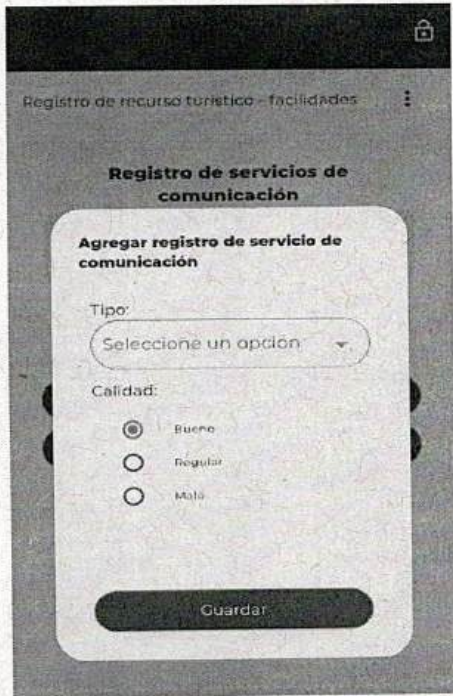 Registro de recurso turístico - facilidades
Registro de servicios de
comunicación
Agregar registro de servicio de
comunicación
Tipo:
Seleccione un opción
Calidad:
Bueno
Regular
Malo
Guardar